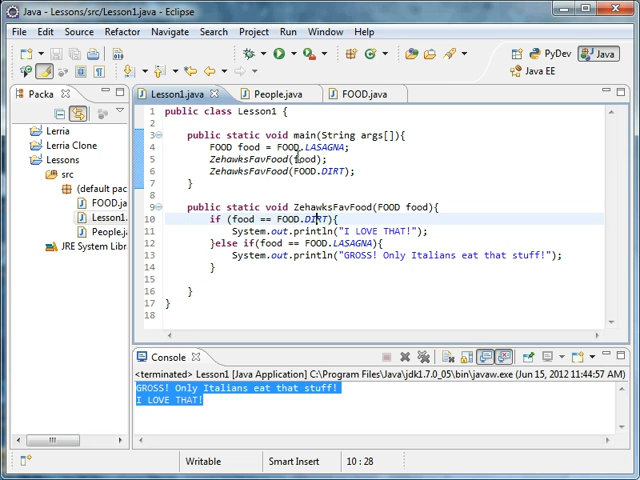 Java - Lessons/src/Lesson1.java - Eclipse
File Edit Source Refactor Navigate Search Project Run Window Help
PyDev Java
Java EE
Packa
Lerria
Lerria Clone
Lessons
src
(default pac
FOOD.ja
Lesson1.
People.ja
JRE System Libr
Lesson1.java People.java FOOD.java
1 public class Lesson1 {
2
3 public static void main(String args[]){
4 FOOD food = FOOD.LASAGNA;
5 ZehawksFavFood(food);
6 ZehawksFavFood(FOOD.DIRT);
7 }
8
9 public static void ZehawksFavFood(FOOD food){
10 if (food == FOOD.DIRT){
11 System.out.println("I LOVE THAT!");
12 }else if(food == FOOD.LASAGNA){
13 System.out.println("GROSS! Only Italians eat that stuff!");
14 }
15
16 }
17 }
18
Console
<terminated> Lesson1 [Java Application] C:\Program Files\Java\jdk1.7.0_05\bin\javaw.exe (Jun 15, 2012 11:44:57 AM)
GROSS! Only Italians eat that stuff!
I LOVE THAT!
Writable Smart Insert 10 : 28